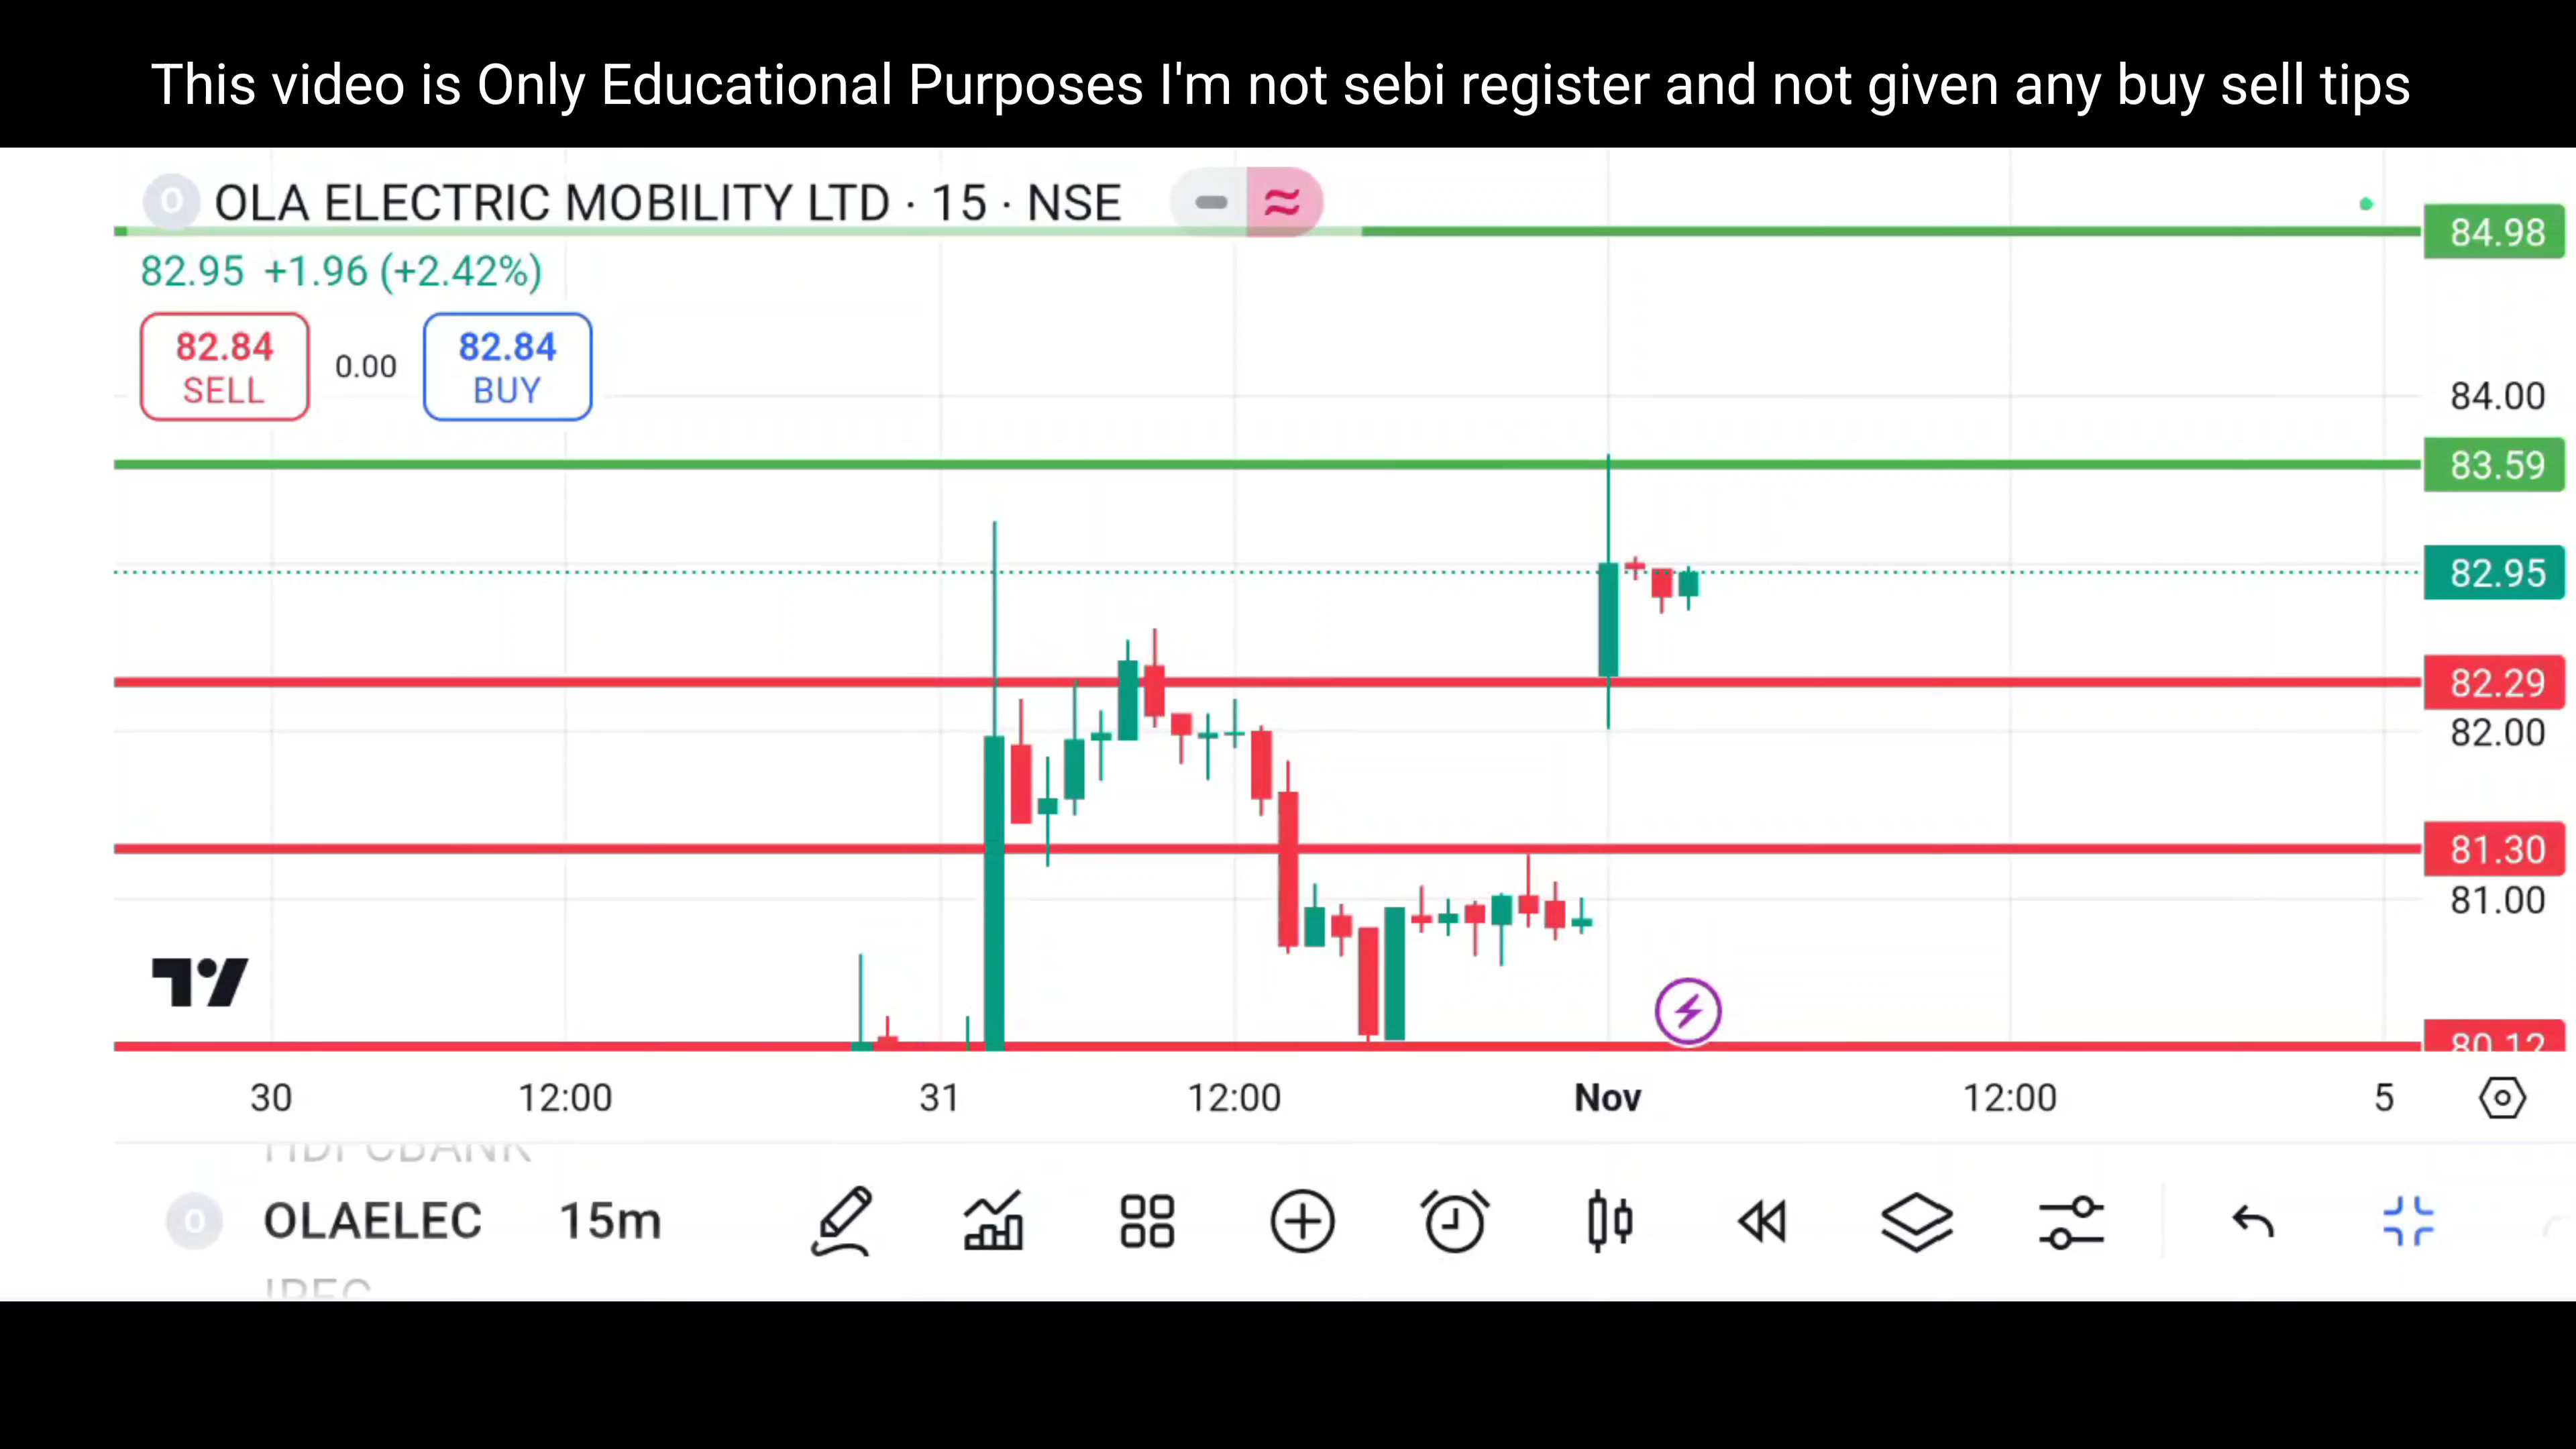 This video is Only Educational Purposes I'm not sebi register and not given any buy sell tips
O OLA ELECTRIC MOBILITY LTD · 15 · NSE
84.98
82.95 +1.96 (+2.42%)
82.84
SELL
0.00
82.84
BUY
84.00
83.59
82.95
82.29
82.00
81.30
81.00
80.12
30 12:00 31 12:00 Nov 12:00 5
HDFCBANK
O OLAELEC 15m